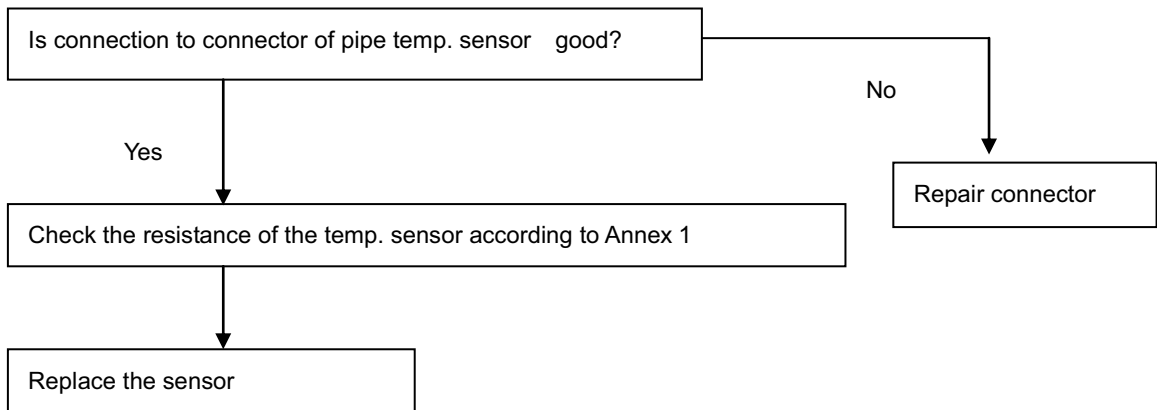 Is connection to connector of pipe temp. sensor good?
No
Yes
Repair connector
Check the resistance of the temp. sensor according to Annex 1
Replace the sensor